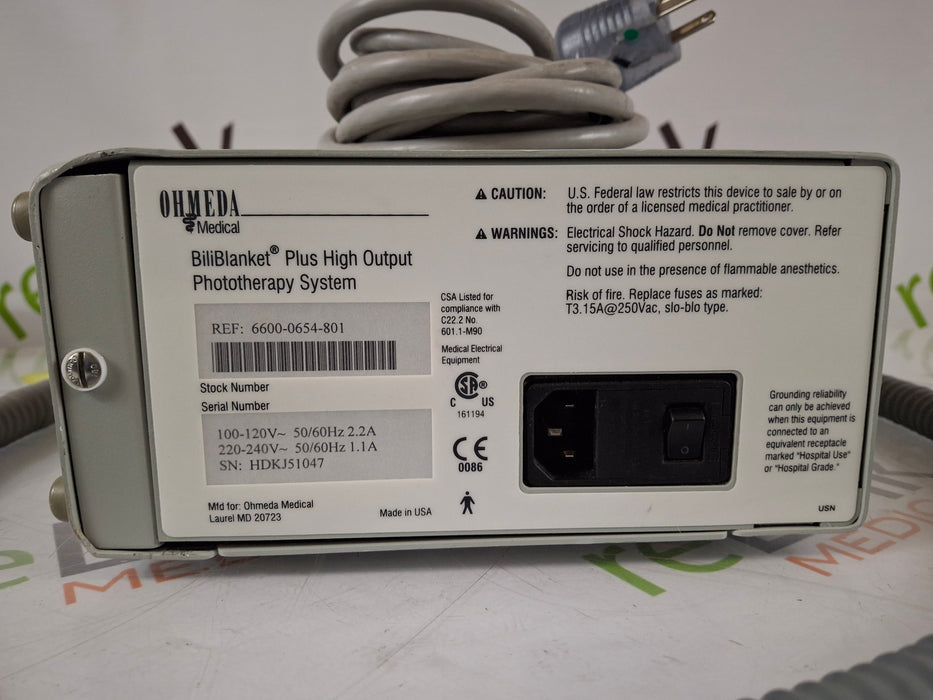 OHMEDA
Medical
BiliBlanket® Plus High Output
Phototherapy System
REF: 6600-0654-801
Stock Number
Serial Number
100-120V~ 50/60Hz 2.2A
220-240V~ 50/60Hz 1.1A
SN: HDKJ51047
Mfd for: Ohmeda Medical
Laurel MD 20723
Made in USA
CSA Listed for
compliance with
C22.2 No.
601.1-M90
Medical Electrical
Equipment
SA®
C US
161194
CE
0086
⚠ CAUTION: U.S. Federal law restricts this device to sale by or on
the order of a licensed medical practitioner.
⚠ WARNINGS: Electrical Shock Hazard. Do Not remove cover. Refer
servicing to qualified personnel.
Do not use in the presence of flammable anesthetics.
Risk of fire. Replace fuses as marked:
T3.15A@250Vac, slo-blo type.
Grounding reliability
can only be achieved
when this equipment is
connected to an
equivalent receptacle
marked "Hospital Use"
or "Hospital Grade."
USN